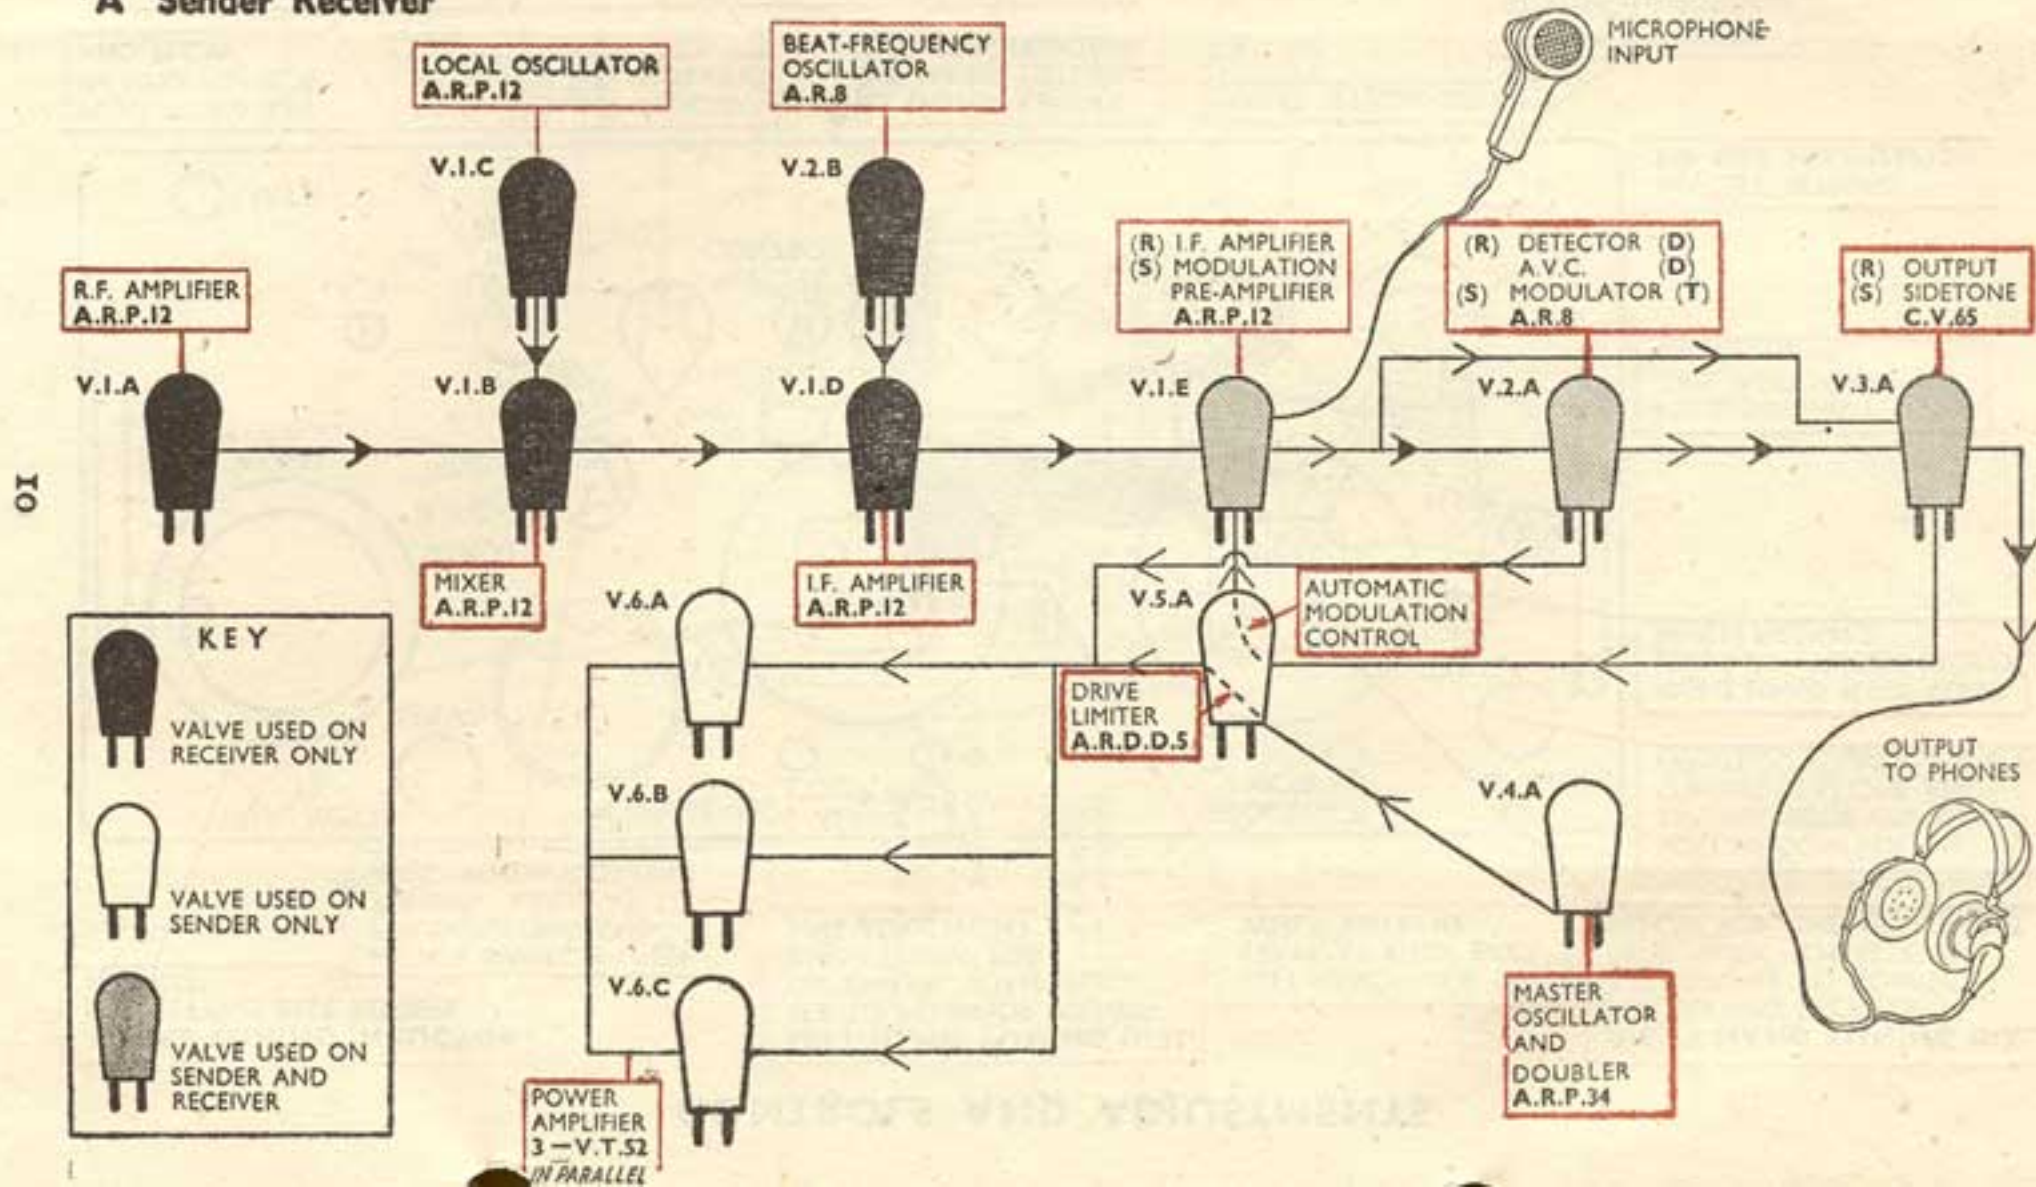 A Sender Receiver
LOCAL OSCILLATOR
A.R.P.12
BEAT-FREQUENCY
OSCILLATOR
A.R.8
MICROPHONE
INPUT
V.1.C
V.2.B
R.F. AMPLIFIER
A.R.P.12
(R) I.F. AMPLIFIER
(S) MODULATION
PRE-AMPLIFIER
A.R.P.12
(R) DETECTOR (D)
A.V.C. (D)
(S) MODULATOR (T)
A.R.8
(R) OUTPUT
(S) SIDETONE
C.V.65
V.1.A
V.1.B
V.1.D
V.1.E
V.2.A
V.3.A
10
MIXER
A.R.P.12
I.F. AMPLIFIER
A.R.P.12
V.6.A
V.5.A
AUTOMATIC
MODULATION
CONTROL
KEY
VALVE USED ON
RECEIVER ONLY
VALVE USED ON
SENDER ONLY
VALVE USED ON
SENDER AND
RECEIVER
DRIVE
LIMITER
A.R.D.D.5
V.6.B
V.4.A
OUTPUT
TO PHONES
V.6.C
MASTER
OSCILLATOR
AND
DOUBLER
A.R.P.34
POWER
AMPLIFIER
3—V.T.52
IN PARALLEL